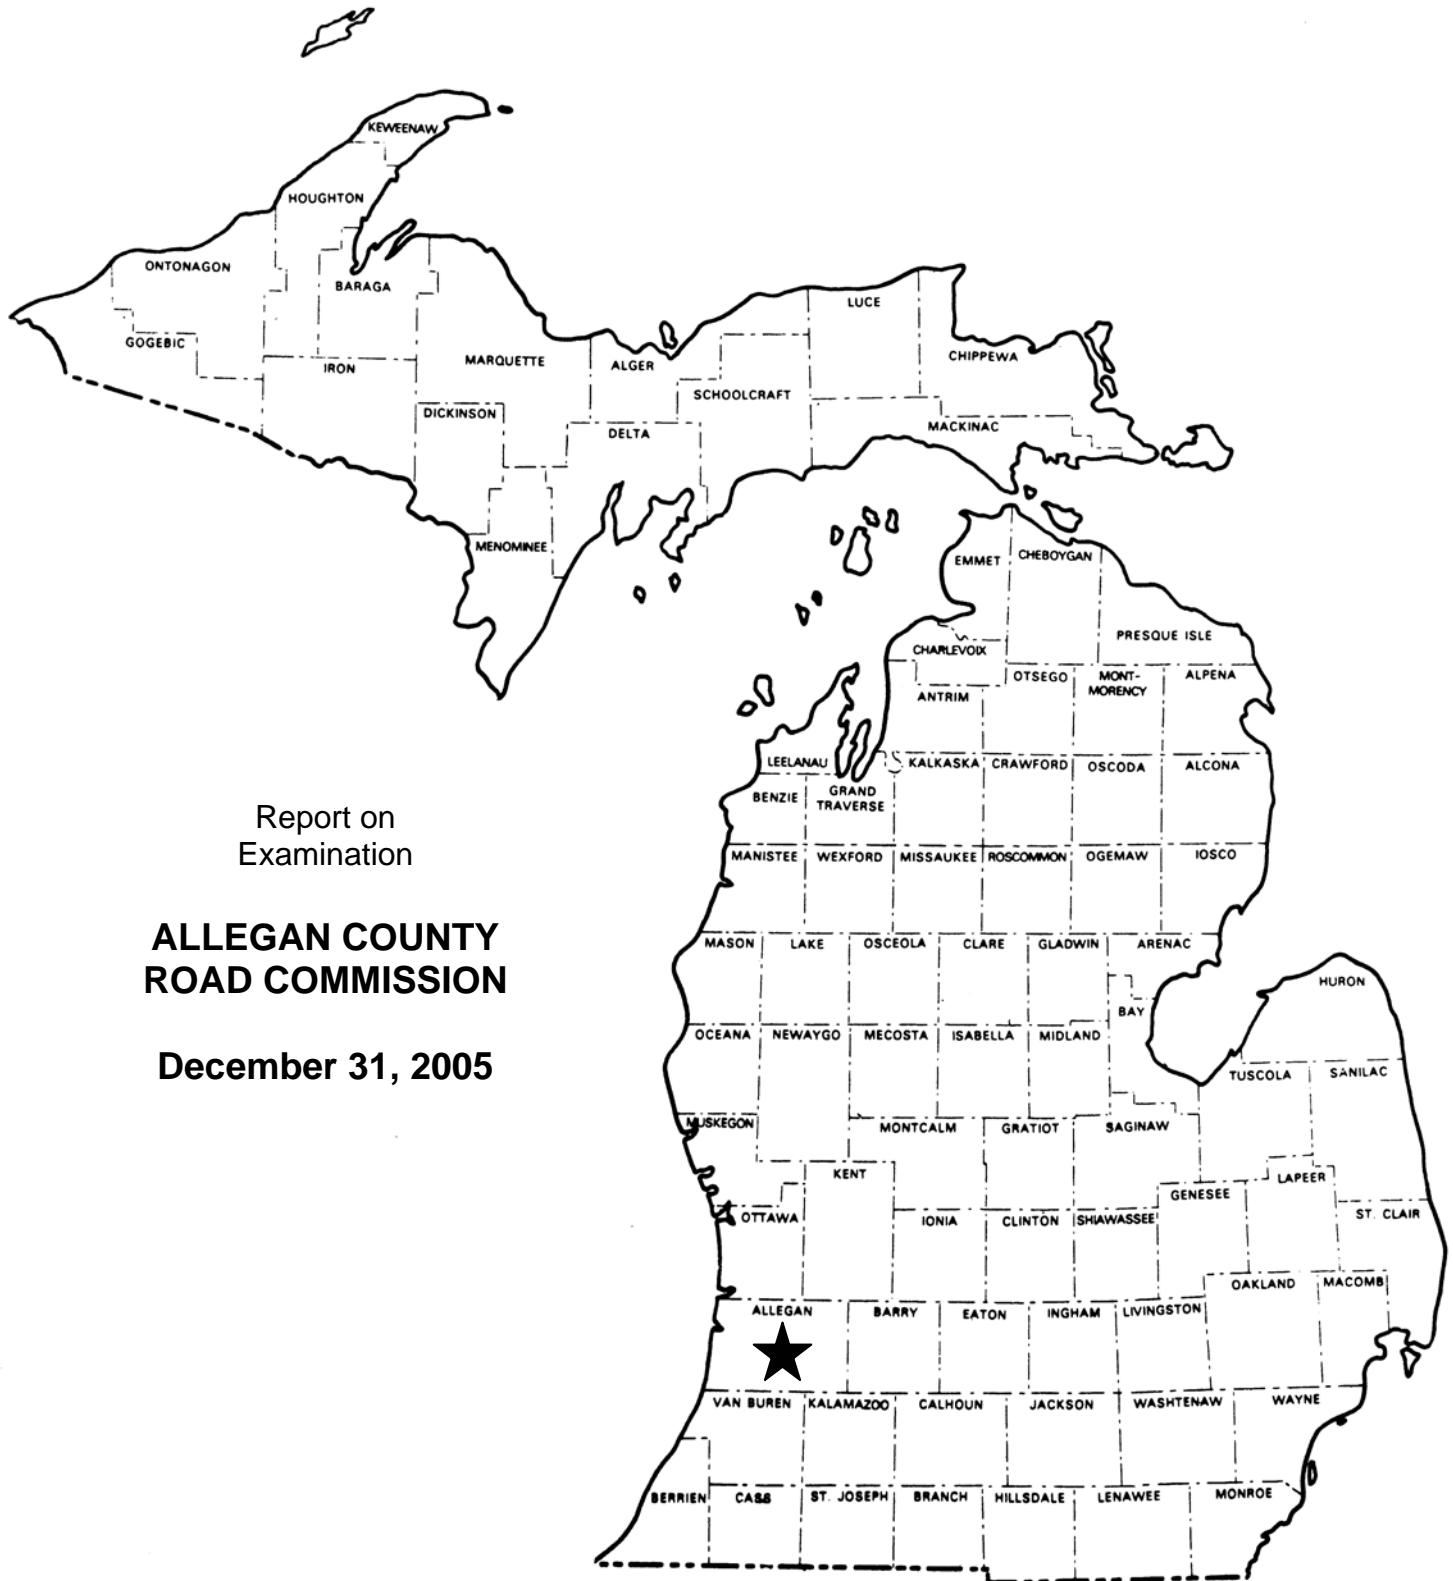 KEWEENAW
HOUGHTON
ONTONAGON
BARAGA
LUCE
GOGEBIC
IRON
MARQUETTE
ALGER
CHIPPEWA
SCHOOLCRAFT
DICKINSON
DELTA
MACKINAC
MENOMINEE
EMMET
CHEBOYGAN
PRESQUE ISLE
CHARLEVOIX
ANTRIM
OTSEGO
MONT-
MORENCY
ALPENA
LEELANAU
KALKASKA
CRAWFORD
OSCODA
ALCONA
BENZIE
GRAND
TRAVERSE
Report on
Examination
MANISTEE
WEXFORD
MISSAUKEE
ROSCOMMON
OGEMAW
IOSCO
ALLEGAN COUNTY
ROAD COMMISSION
MASON
LAKE
OSCEOLA
CLARE
GLADWIN
ARENAC
HURON
BAY
December 31, 2005
OCEANA
NEWAYGO
MECOSTA
ISABELLA
MIDLAND
TUSCOLA
SANILAC
MUSKEGON
MONTCALM
GRATIOT
SAGINAW
KENT
GENESEE
LAPEER
OTTAWA
IONIA
CLINTON
SHIAWASSEE
ST. CLAIR
OAKLAND
MACOMB
ALLEGAN
BARRY
EATON
INGHAM
LIVINGSTON
VAN BUREN
KALAMAZOO
CALHOUN
JACKSON
WASHTENAW
WAYNE
BERRIEN
CASS
ST. JOSEPH
BRANCH
HILLSDALE
LENAWEE
MONROE